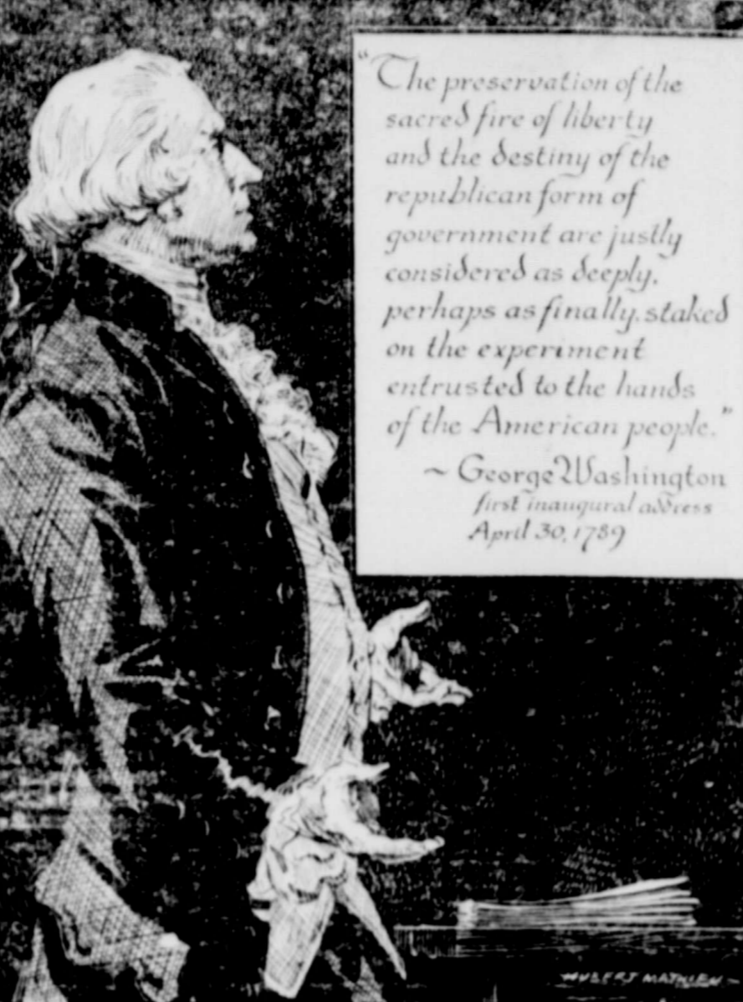 "The preservation of the
sacred fire of liberty
and the destiny of the
republican form of
government are justly
considered as deeply,
perhaps as finally, staked
on the experiment
entrusted to the hands
of the American people."
~ George Washington
first inaugural address
April 30, 1789
HUBERT MATHIEU~